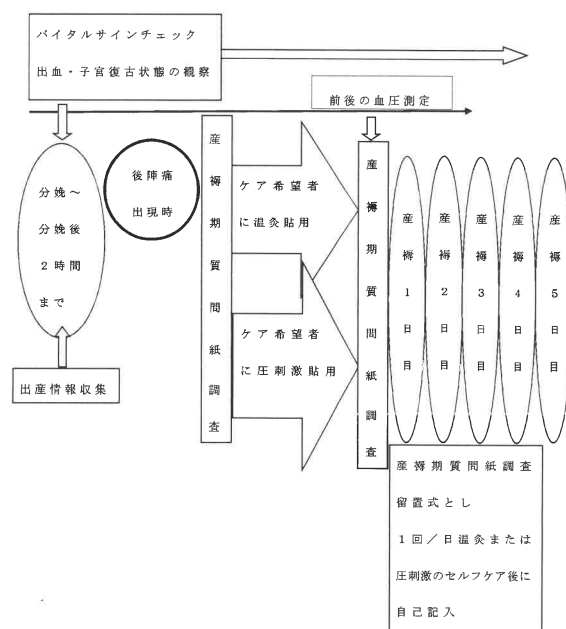 バイタルサインチェック
出血・子宮復古状態の観察
前後の血圧測定
分娩～
分娩後
2時間
まで
後陣痛
出現時
産褥期質問紙調査
ケア希望者
に温灸貼用
ケア希望者
に圧刺激貼用
産褥期質問紙調査
産褥1日目
産褥2日目
産褥3日目
産褥4日目
産褥5日目
出産情報収集
産褥期質問紙調査
留置式とし
1回／日温灸または
圧刺激のセルフケア後に
自己記入